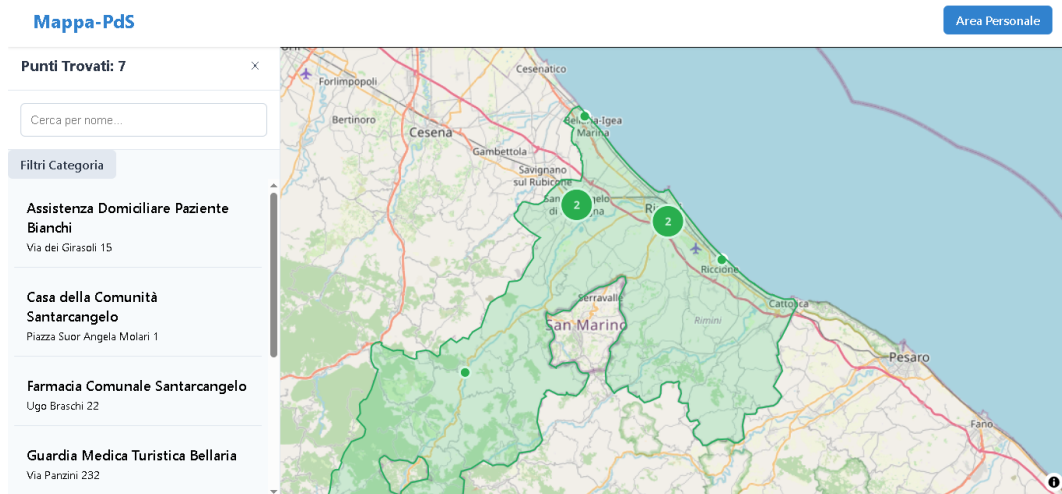 Mappa-PdS
Area Personale
Punti Trovati: 7
Cerca per nome...
Filtri Categoria
Assistenza Domiciliare Paziente
Bianchi
Via dei Girasoli 15
Casa della Comunità
Santarcangelo
Piazza Suor Angela Molari 1
Farmacia Comunale Santarcangelo
Ugo Braschi 22
Guardia Medica Turistica Bellaria
Via Panzini 232
Cesenatico
Forlimpopoli
Bertinoro
Cesena
Igea
Marina
Gambettola
Savignano
sul Rubicone
2
2
Riccione
Cattolica
Serravalle
San Marino
Rimini
Pesaro
Fano